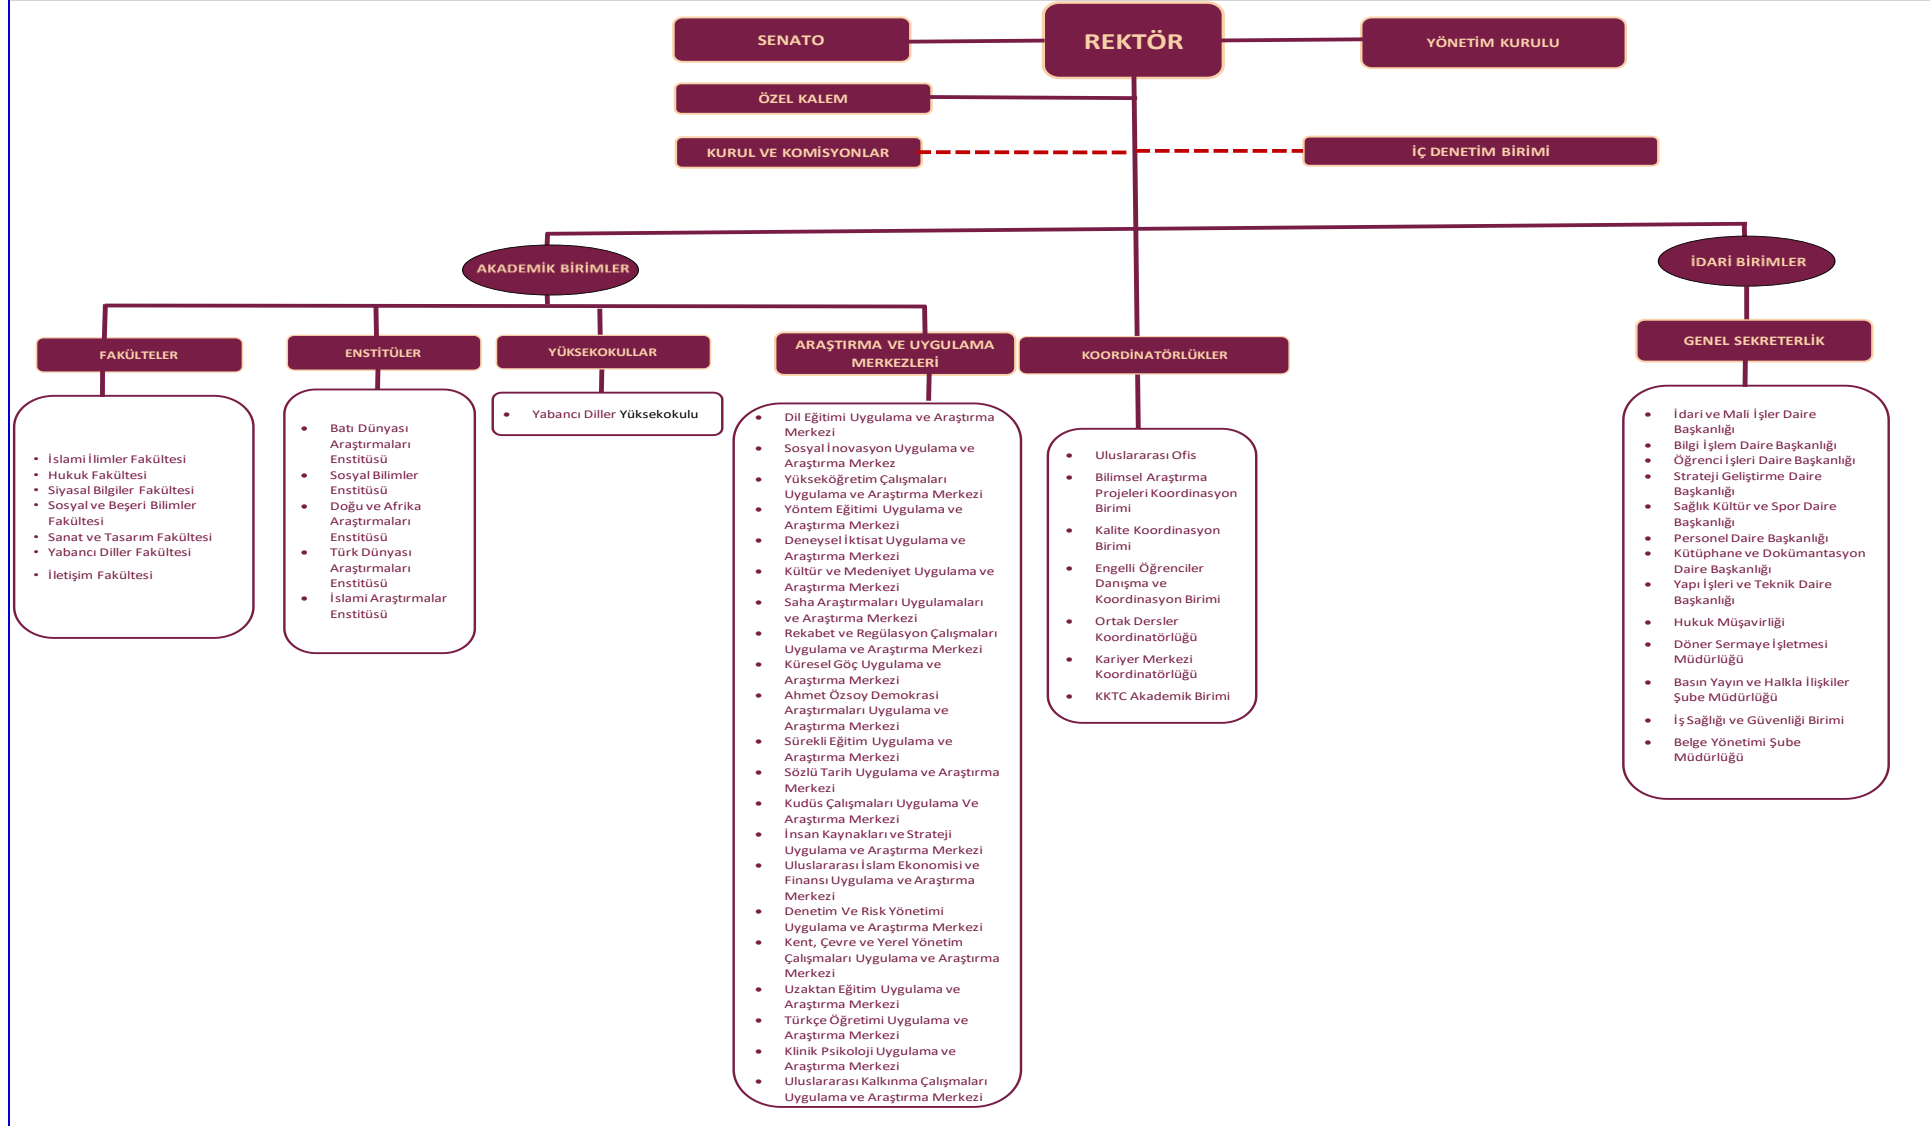 SENATO
REKTÖR
YÖNETİM KURULU
ÖZEL KALEM
KURUL VE KOMİSYONLAR
İÇ DENETİM BİRİMİ
AKADEMİK BİRİMLER
İDARİ BİRİMLER
FAKÜLTELER
• İslami İlimler Fakültesi
• Hukuk Fakültesi
• Siyasal Bilgiler Fakültesi
• Sosyal ve Beşeri Bilimler
Fakültesi
• Sanat ve Tasarım Fakültesi
• Yabancı Diller Fakültesi
• İletişim Fakültesi
ENSTİTÜLER
• Batı Dünyası
Araştırmaları
Enstitüsü
• Sosyal Bilimler
Enstitüsü
• Doğu ve Afrika
Araştırmaları
Enstitüsü
• Türk Dünyası
Araştırmaları
Enstitüsü
• İslami Araştırmalar
Enstitüsü
YÜKSEKOKULLAR
• Yabancı Diller Yüksekokulu
ARAŞTIRMA VE UYGULAMA
MERKEZLERİ
• Dil Eğitimi Uygulama ve Araştırma
Merkezi
• Sosyal İnovasyon Uygulama ve
Araştırma Merkez
• Yükseköğretim Çalışmaları
Uygulama ve Araştırma Merkezi
• Yöntem Eğitimi Uygulama ve
Araştırma Merkezi
• Deneysel İktisat Uygulama ve
Araştırma Merkezi
• Kültür ve Medeniyet Uygulama ve
Araştırma Merkezi
• Saha Araştırmaları Uygulamaları
ve Araştırma Merkezi
• Rekabet ve Regülasyon Çalışmaları
Uygulama ve Araştırma Merkezi
• Küresel Göç Uygulama ve
Araştırma Merkezi
• Ahmet Özsoy Demokrasi
Araştırmaları Uygulama ve
Araştırma Merkezi
• Sürekli Eğitim Uygulama ve
Araştırma Merkezi
• Sözlü Tarih Uygulama ve Araştırma
Merkezi
• Kudüs Çalışmaları Uygulama Ve
Araştırma Merkezi
• İnsan Kaynakları ve Strateji
Uygulama ve Araştırma Merkezi
• Uluslararası İslam Ekonomisi ve
Finansı Uygulama ve Araştırma
Merkezi
• Denetim Ve Risk Yönetimi
Uygulama ve Araştırma Merkezi
• Kent, Çevre ve Yerel Yönetim
Çalışmaları Uygulama ve Araştırma
Merkezi
• Uzaktan Eğitim Uygulama ve
Araştırma Merkezi
• Türkçe Öğretimi Uygulama ve
Araştırma Merkezi
• Klinik Psikoloji Uygulama ve
Araştırma Merkezi
• Uluslararası Kalkınma Çalışmaları
Uygulama ve Araştırma Merkezi
KOORDİNATÖRLÜKLER
• Uluslararası Ofis
• Bilimsel Araştırma
Projeleri Koordinasyon
Birimi
• Kalite Koordinasyon
Birimi
• Engelli Öğrenciler
Danışma ve
Koordinasyon Birimi
• Ortak Dersler
Koordinatörlüğü
• Kariyer Merkezi
Koordinatörlüğü
• KKTC Akademik Birimi
GENEL SEKRETERLİK
• İdari ve Mali İşler Daire
Başkanlığı
• Bilgi İşlem Daire Başkanlığı
• Öğrenci İşleri Daire Başkanlığı
• Strateji Geliştirme Daire
Başkanlığı
• Sağlık Kültür ve Spor Daire
Başkanlığı
• Personel Daire Başkanlığı
• Kütüphane ve Dokümantasyon
Daire Başkanlığı
• Yapı İşleri ve Teknik Daire
Başkanlığı
• Hukuk Müşavirliği
• Döner Sermaye İşletmesi
Müdürlüğü
• Basın Yayın ve Halkla İlişkiler
Şube Müdürlüğü
• İş Sağlığı ve Güvenliği Birimi
• Belge Yönetimi Şube
Müdürlüğü